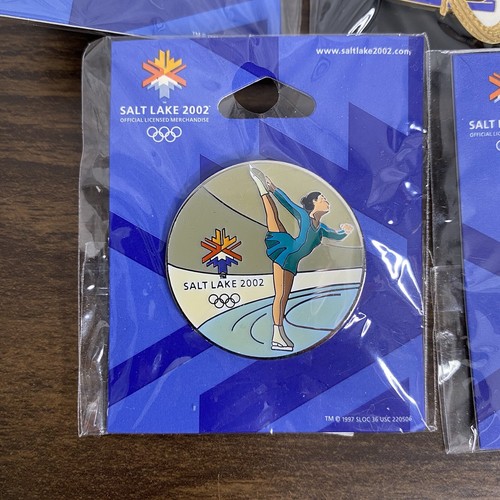 www.saltlake2002.com
SALT LAKE 2002
OFFICIAL LICENSED MERCHANDISE
SALT LAKE 2002
TM © 1997 SLOC 36 USC 220506
SALT L